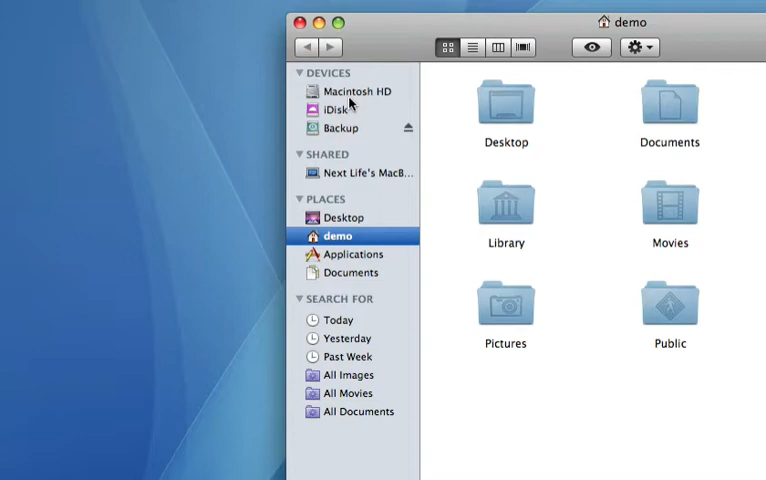 demo
DEVICES
Macintosh HD
iDisk
Backup
SHARED
Next Life's MacB...
PLACES
Desktop
demo
Applications
Documents
SEARCH FOR
Today
Yesterday
Past Week
All Images
All Movies
All Documents
Desktop
Documents
Library
Movies
Pictures
Public